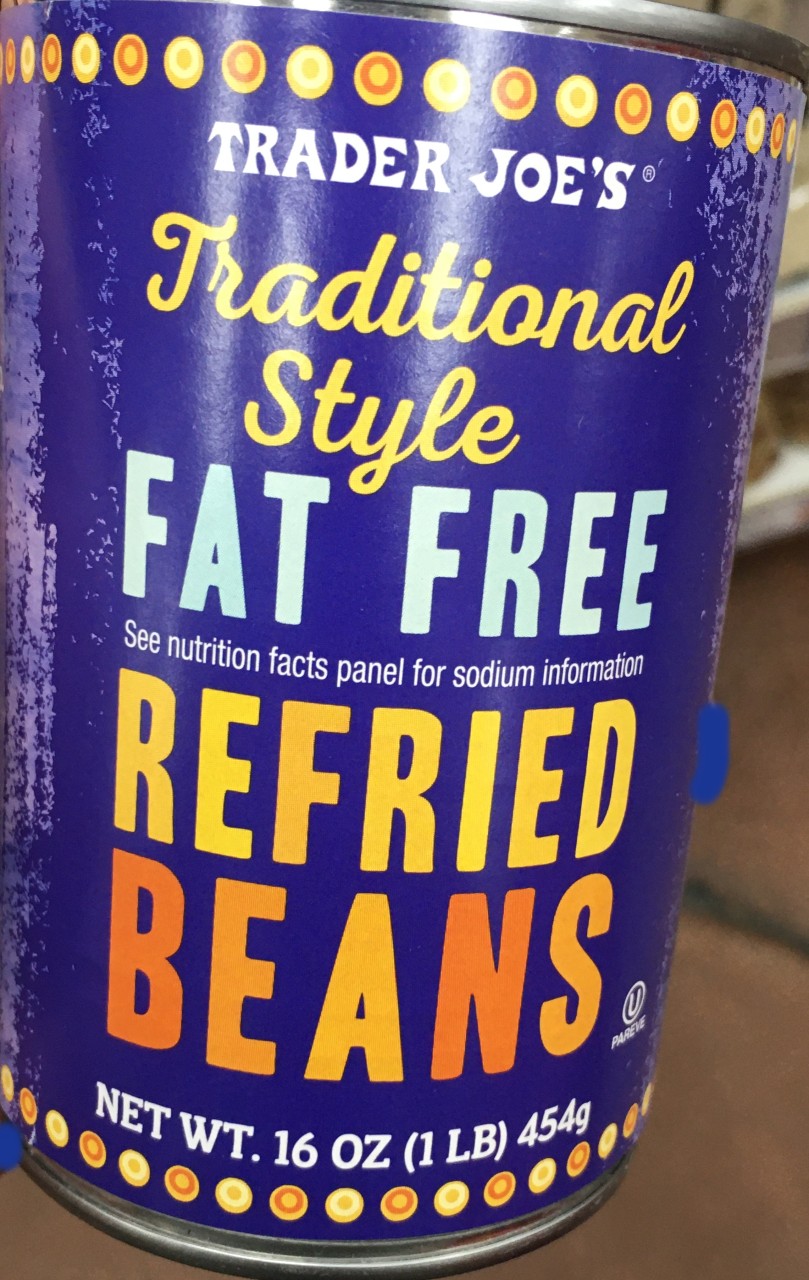 TRADER JOE'S®
Traditional
Style
FAT FREE
See nutrition facts panel for sodium information
REFRIED
BEANS
U
PAREVE
NET WT. 16 OZ (1 LB) 454g